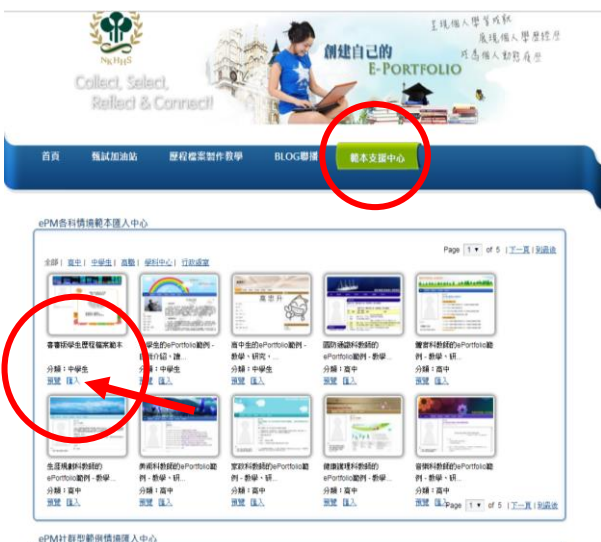 NKHHS
Collect, Select,
Reflect & Connect!
創建自己的
E-PORTFOLIO
呈現個人學習成就
展現個人學歷經歷
首頁
甄試加油站
歷程檔案製作教學
BLOG聯播
範本支援中心
ePM各科情境範本匯入中心
Page 1 of 5 | 下一頁 | 到最後
全部 | 高中 | 中學生 | 高職 | 學科中心 | 行政處室
書審版學生歷程檔案範本
分類：中學生
預覽 匯入
學生的ePortfolio範例 -
自我介紹、讀...
分類：中學生
預覽 匯入
高中生的ePortfolio範例 -
教學、研究、...
分類：中學生
預覽 匯入
國防通識科教師的
ePortfolio範例 - 教學...
分類：高中
預覽 匯入
體育科教師的ePortfolio範
例 - 教學、研...
分類：高中
預覽 匯入
生涯規劃科教師的
ePortfolio範例 - 教學...
分類：高中
預覽 匯入
美術科教師的ePortfolio範
例 - 教學、研...
分類：高中
預覽 匯入
家政科教師的ePortfolio範
例 - 教學、研...
分類：高中
預覽 匯入
健康護理科教師的
ePortfolio範例 - 教學...
分類：高中
預覽 匯入
音樂科教師的ePortfolio範
例 - 教學、研...
分類：高中
預覽 匯入
Page 1 of 5 | 下一頁 | 到最後
ePM社群型範例情境匯入中心